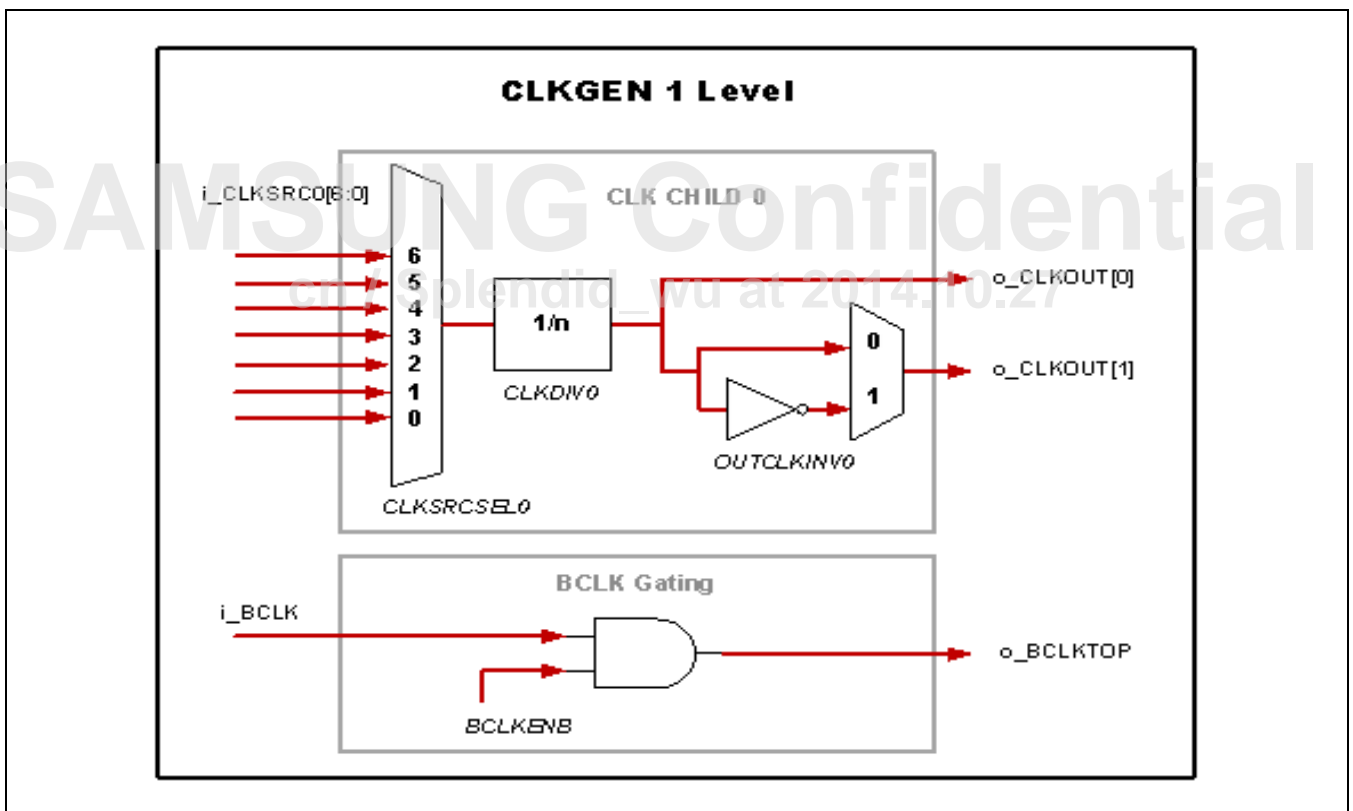 CLKGEN 1 Level
SAMSUNG Confidential
cn / Splendid_wu at 2014.10.27
i_CLKSRC0[6:0]
CLK CHILD 0
6
5
4
3
2
1
0
1/n
CLKDIV0
0
1
OUTCLKINV0
CLKSRCSEL0
o_CLKOUT[0]
o_CLKOUT[1]
BCLK Gating
i_BCLK
BCLKENB
o_BCLKTOP